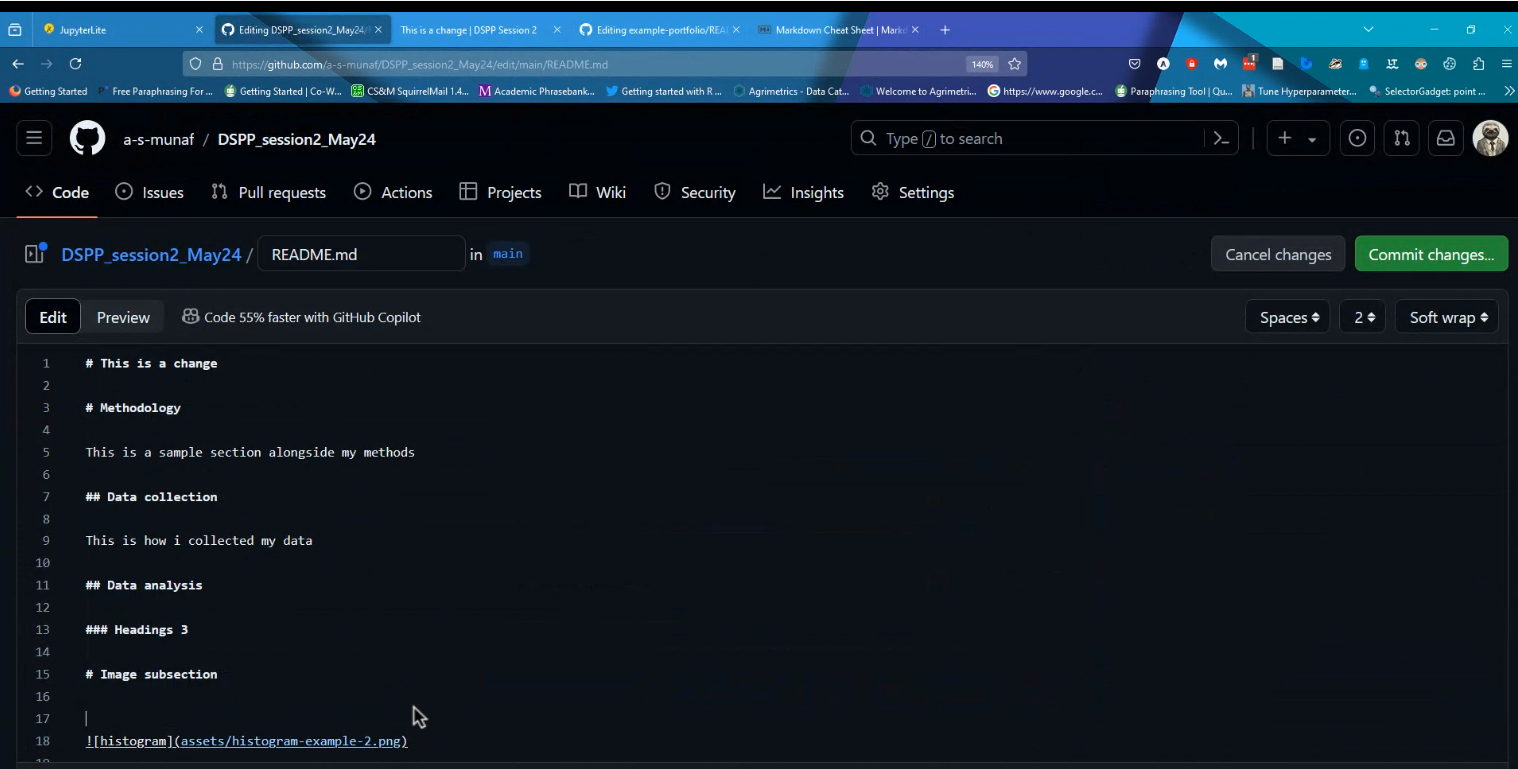 JupyterLite
Editing DSPP_session2_May24/
This is a change | DSPP Session 2
Editing example-portfolio/REA
Markdown Cheat Sheet | Markd
https://github.com/a-s-munaf/DSPP_session2_May24/edit/main/README.md
140%
1
Getting Started
Free Paraphrasing For ...
Getting Started | Co-W...
CS&M SquirrelMail 1.4...
Academic Phrasebank...
Getting started with R ...
Agrimetrics - Data Cat...
Welcome to Agrimetri...
https://www.google.c...
Paraphrasing Tool | Qu...
Tune Hyperparameter...
SelectorGadget: point ...
a-s-munaf / DSPP_session2_May24
Type / to search
Code
Issues
Pull requests
Actions
Projects
Wiki
Security
Insights
Settings
DSPP_session2_May24 / README.md in main
Cancel changes
Commit changes...
Edit
Preview
Code 55% faster with GitHub Copilot
Spaces
2
Soft wrap
1 # This is a change
2
3 # Methodology
4
5 This is a sample section alongside my methods
6
7 ## Data collection
8
9 This is how i collected my data
10
11 ## Data analysis
12
13 ### Headings 3
14
15 # Image subsection
16
17
18 ![histogram](assets/histogram-example-2.png)